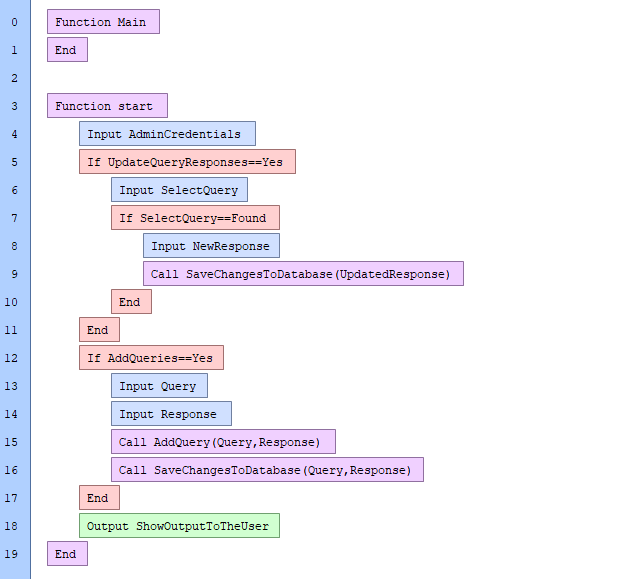 0 Function Main
1 End
2
3 Function start
4 Input AdminCredentials
5 If UpdateQueryResponses==Yes
6 Input SelectQuery
7 If SelectQuery==Found
8 Input NewResponse
9 Call SaveChangesToDatabase(UpdatedResponse)
10 End
11 End
12 If AddQueries==Yes
13 Input Query
14 Input Response
15 Call AddQuery(Query,Response)
16 Call SaveChangesToDatabase(Query,Response)
17 End
18 Output ShowOutputToTheUser
19 End